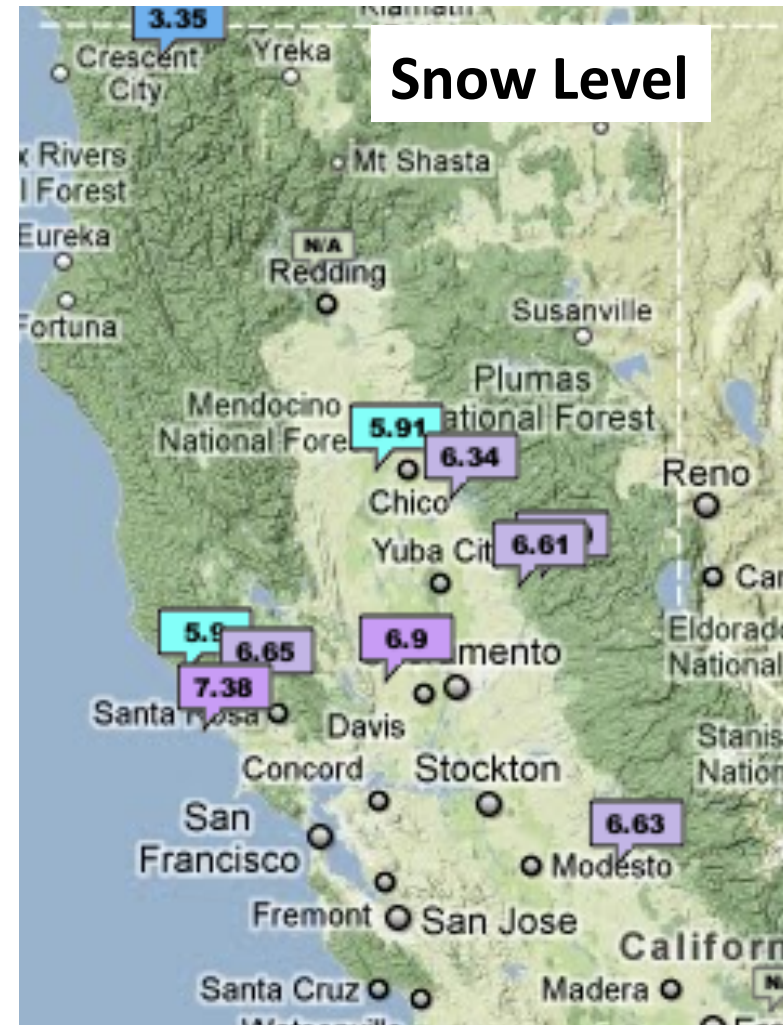 3.35
Snow Level
Crescent
City
Yreka
Rivers
Forest
Mt Shasta
Eureka
N/A
Redding
Fortuna
Susanville
Plumas
ational Forest
Mendocino
National Fore
5.91
6.34
Chico
Reno
Yuba Cit
6.61
Car
5.9
6.65
6.9
mento
7.38
Santa Rosa
Davis
Eldorado
National
Stanis
Nation
Concord
Stockton
6.63
San
Francisco
Modesto
Fremont
San Jose
Californ
Santa Cruz
Madera